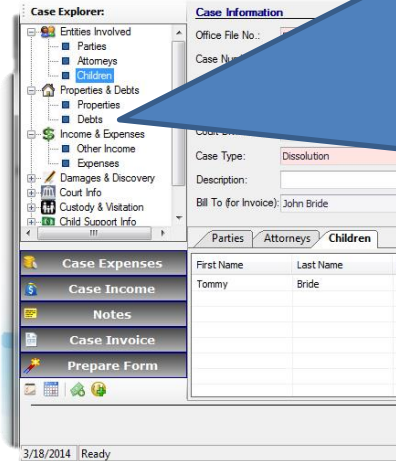 Case Explorer:
Entities Involved
Parties
Attorneys
Children
Properties & Debts
Properties
Debts
Income & Expenses
Other Income
Expenses
Damages & Discovery
Court Info
Custody & Visitation
Child Support Info
Case Expenses
Case Income
Notes
Case Invoice
Prepare Form
Case Information
Office File No.:
Case
Case Type: Dissolution
Description:
Bill To (for Invoice): John Bride
Parties Attorneys Children
First Name Last Name
Tommy Bride
3/18/2014 Ready